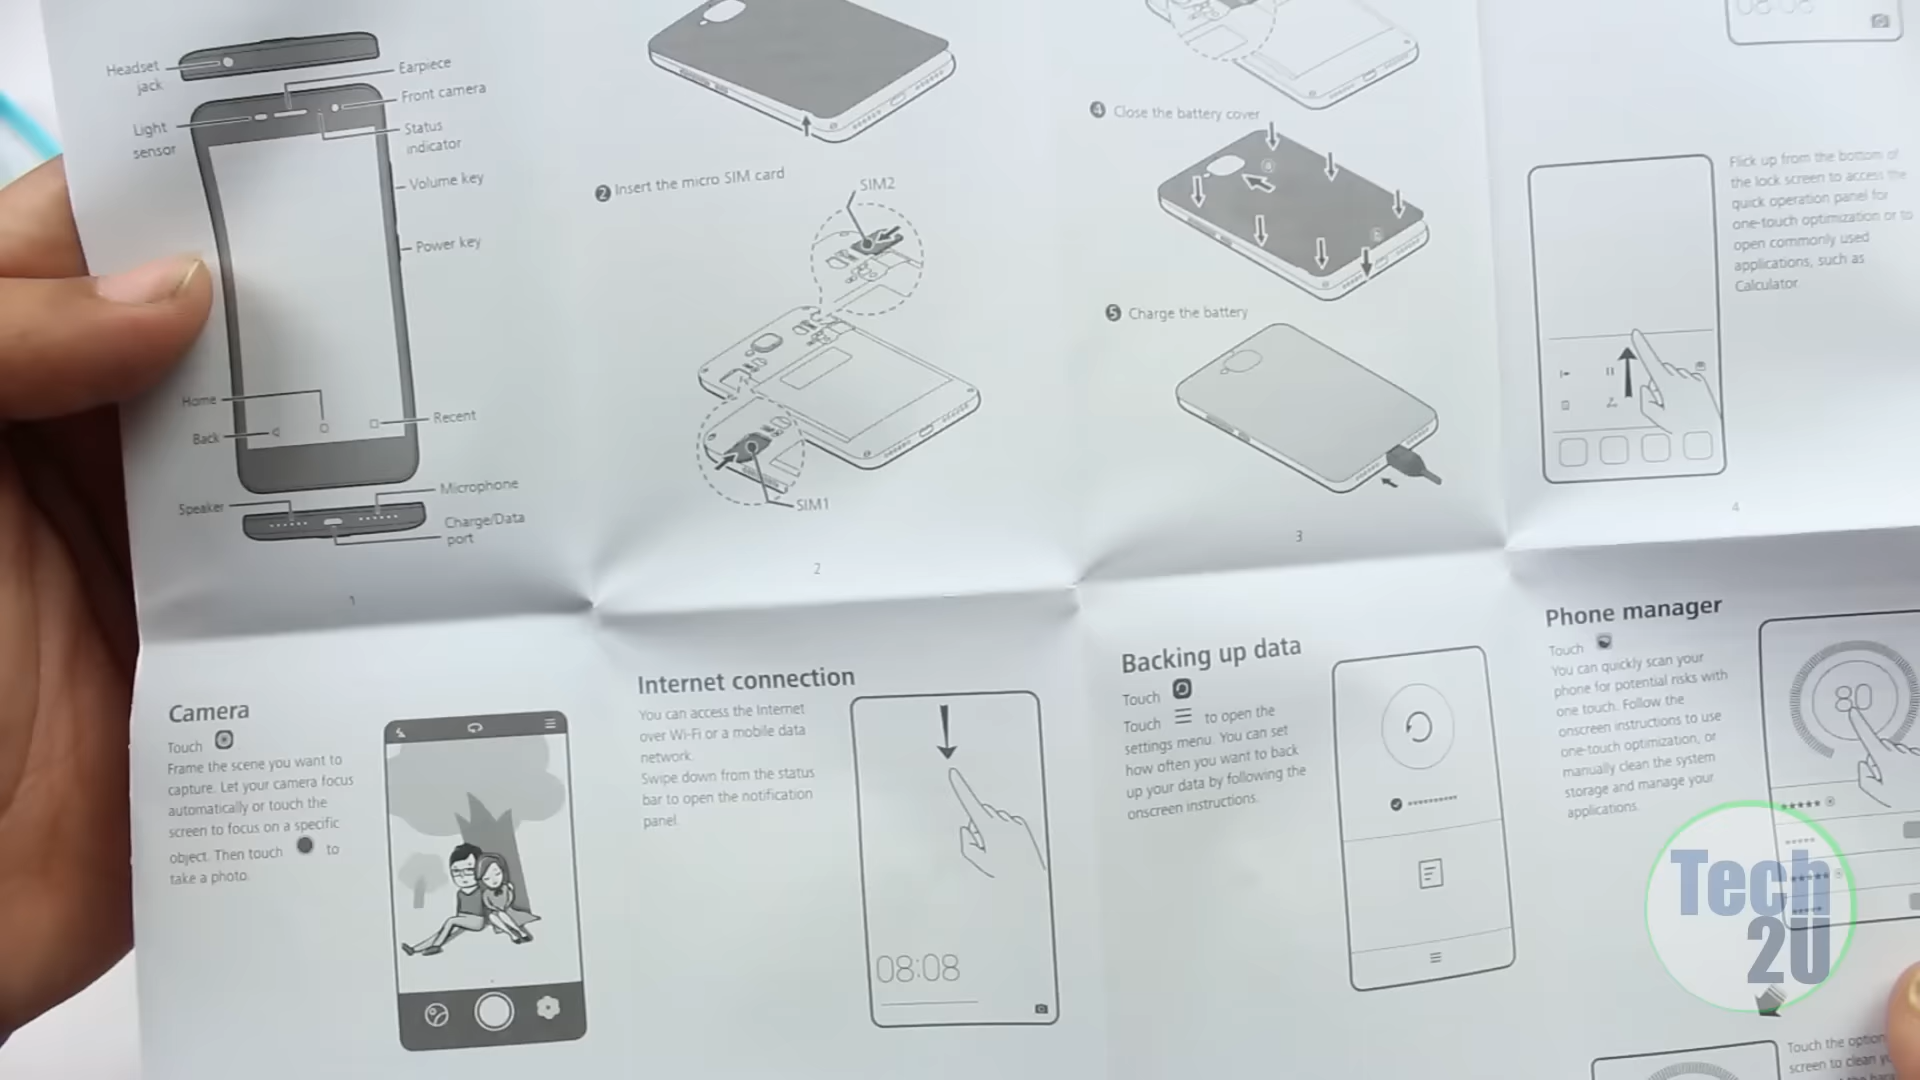 Headset
jack
Earpiece
Front camera
Light
sensor
Status
indicator
Volume key
Power key
Home
Back
Recent
Speaker
Microphone
Charge/Data
port
1
2 Insert the micro SIM card
SIM2
SIM1
2
4 Close the battery cover
5 Charge the battery
3
08:08
Flick up from the bottom of
the lock screen to access the
quick operation panel for
one-touch optimization or to
open commonly used
applications, such as
Calculator
4
Camera
Touch
Frame the scene you want to
capture. Let your camera focus
automatically or touch the
screen to focus on a specific
object. Then touch to
take a photo.
Internet connection
You can access the Internet
over Wi-Fi or a mobile data
network.
Swipe down from the status
bar to open the notification
panel.
08:08
Backing up data
Touch
Touch to open the
settings menu. You can set
how often you want to back
up your data by following the
onscreen instructions.
Phone manager
Touch
You can quickly scan your
phone for potential risks with
one touch. Follow the
onscreen instructions to use
one-touch optimization, or
manually clean the system
storage and manage your
applications.
80
Tech
2U
Touch the option
screen to clean